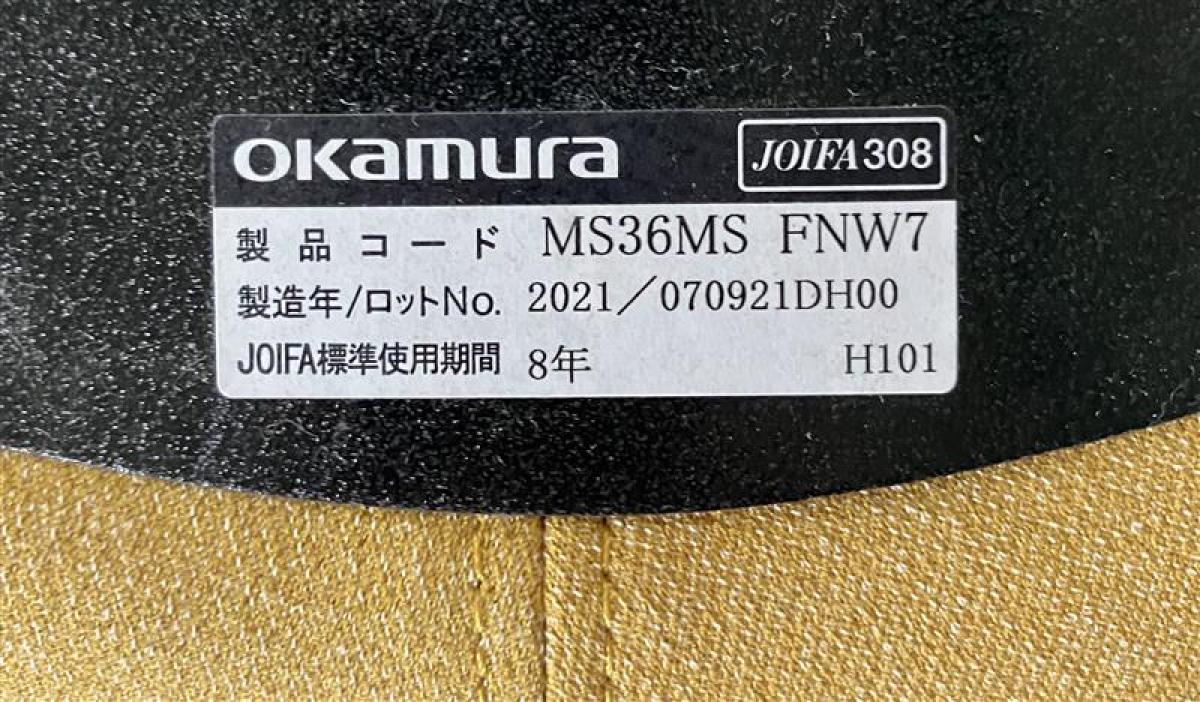 okamura JOIFA308
製品コード MS36MS FNW7
製造年/ロットNo. 2021/070921DH00
JOIFA標準使用期間 8年 H101